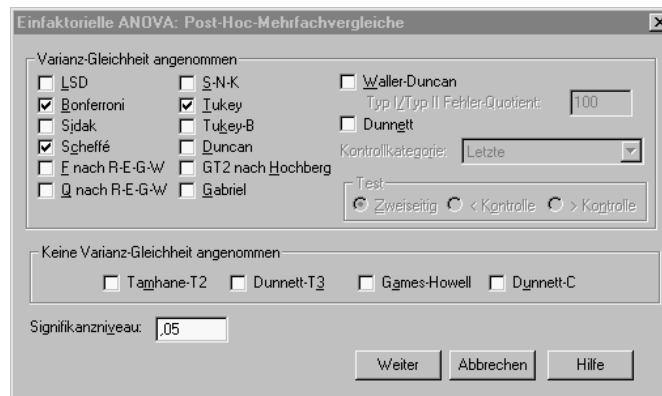 Einfaktorielle ANOVA: Post-Hoc-Mehrfachvergleiche
Varianz-Gleichheit angenommen
LSD
Bonferroni
Sidak
Scheffé
F nach R-E-G-W
Q nach R-E-G-W
S-N-K
Tukey
Tukey-B
Duncan
GT2 nach Hochberg
Gabriel
Waller-Duncan
Typ I/Typ II Fehler-Quotient: 100
Dunnett
Kontrollkategorie: Letzte
Test
Zweiseitig < Kontrolle > Kontrolle
Keine Varianz-Gleichheit angenommen
Tamhane-T2 Dunnett-T3 Games-Howell Dunnett-C
Signifikanzniveau: ,05
Weiter Abbrechen Hilfe